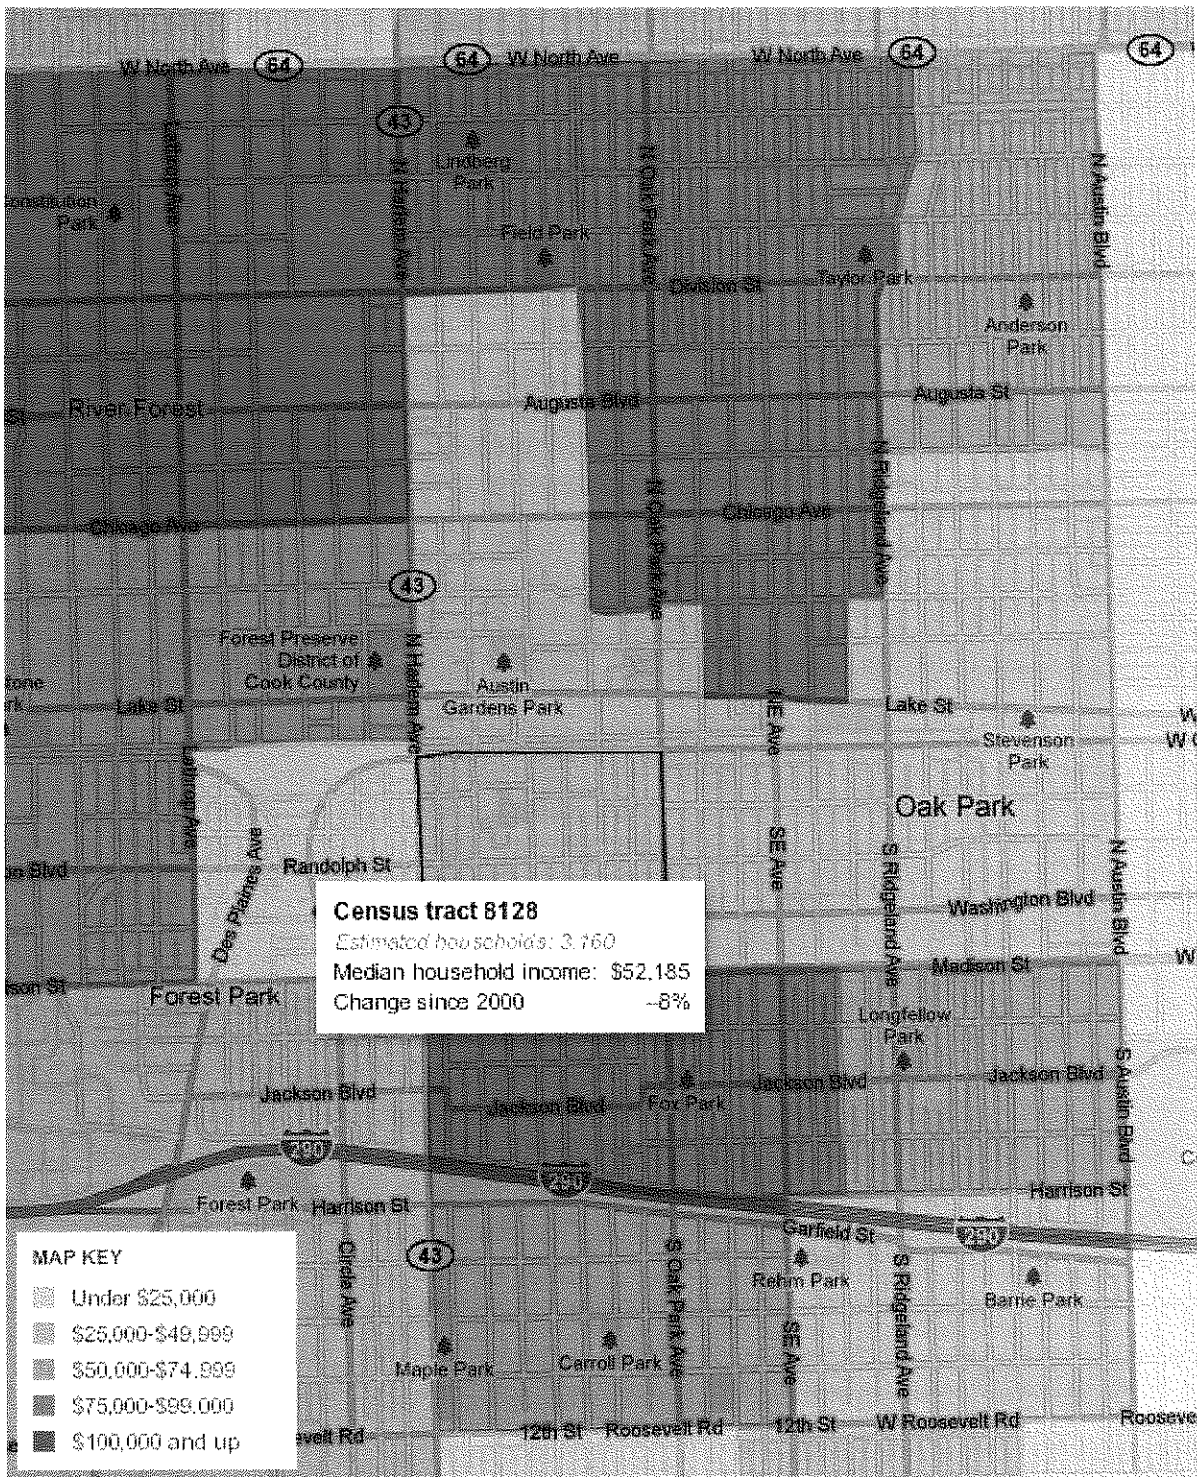 W North Ave
64
64
W North Ave
W North Ave
64
64
43
Lathrop Ave
Lindberg
Park
N Harlem Ave
N Oak Park Ave
N Austin Blvd
Park
Field Park
Taylor Park
Division St
Anderson
Park
River Forest
Augusta Blvd
Augusta St
St
N Ridgeland Ave
N Oak Park Ave
Chicago Ave
Chicago Ave
43
Forest Preserve
District of
Cook County
N Harlem Ave
Austin
Gardens Park
Lake St
NE Ave
Lake St
Stevenson
Park
W
Lathrop Ave
Oak Park
Des Plaines Ave
Randolph St
SE Ave
S Ridgeland Ave
N Austin Blvd
Washington Blvd
Census tract 8128
Estimated households: 3,160
Median household income: $52,185
Change since 2000 –8%
Madison St
W
Forest Park
Longfellow
Park
Jackson Blvd
Jackson Blvd
Fox Park
Jackson Blvd
Jackson Blvd
S Austin Blvd
290
290
Forest Park
Harrison St
Harrison St
Garfield St
290
MAP KEY
Under $25,000
$25,000-$49,999
$50,000-$74,999
$75,000-$99,000
$100,000 and up
Circle Ave
43
S Oak Park Ave
Rehm Park
S Ridgeland Ave
Barrie Park
Maple Park
Carroll Park
SE Ave
12th St
Roosevelt Rd
12th St
W Roosevelt Rd